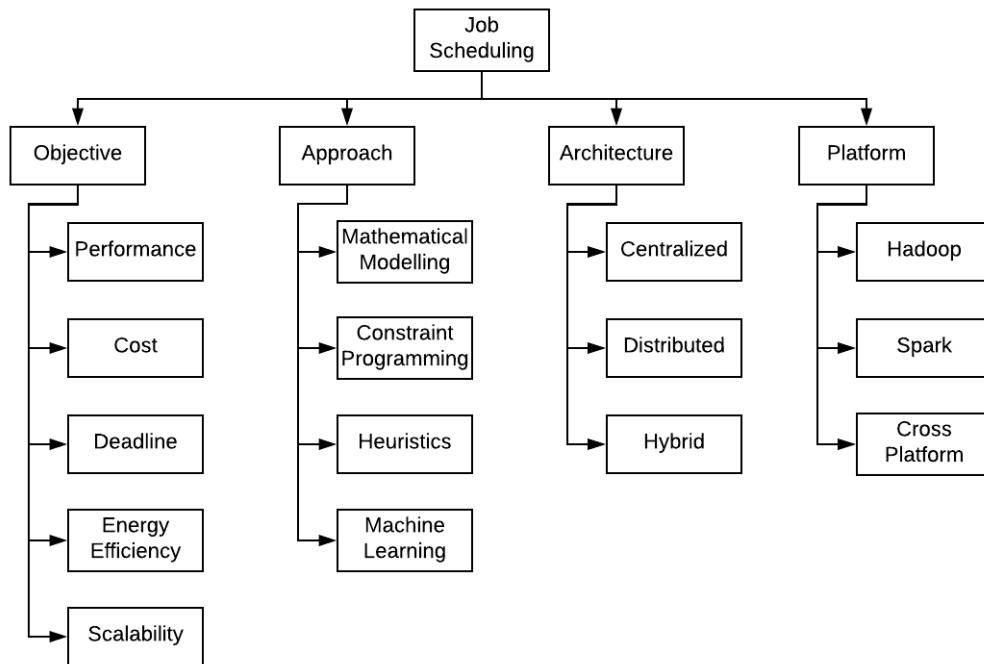 Job
Scheduling
Objective
Approach
Architecture
Platform
Performance
Cost
Deadline
Energy
Efficiency
Scalability
Mathematical
Modelling
Constraint
Programming
Heuristics
Machine
Learning
Centralized
Distributed
Hybrid
Hadoop
Spark
Cross
Platform